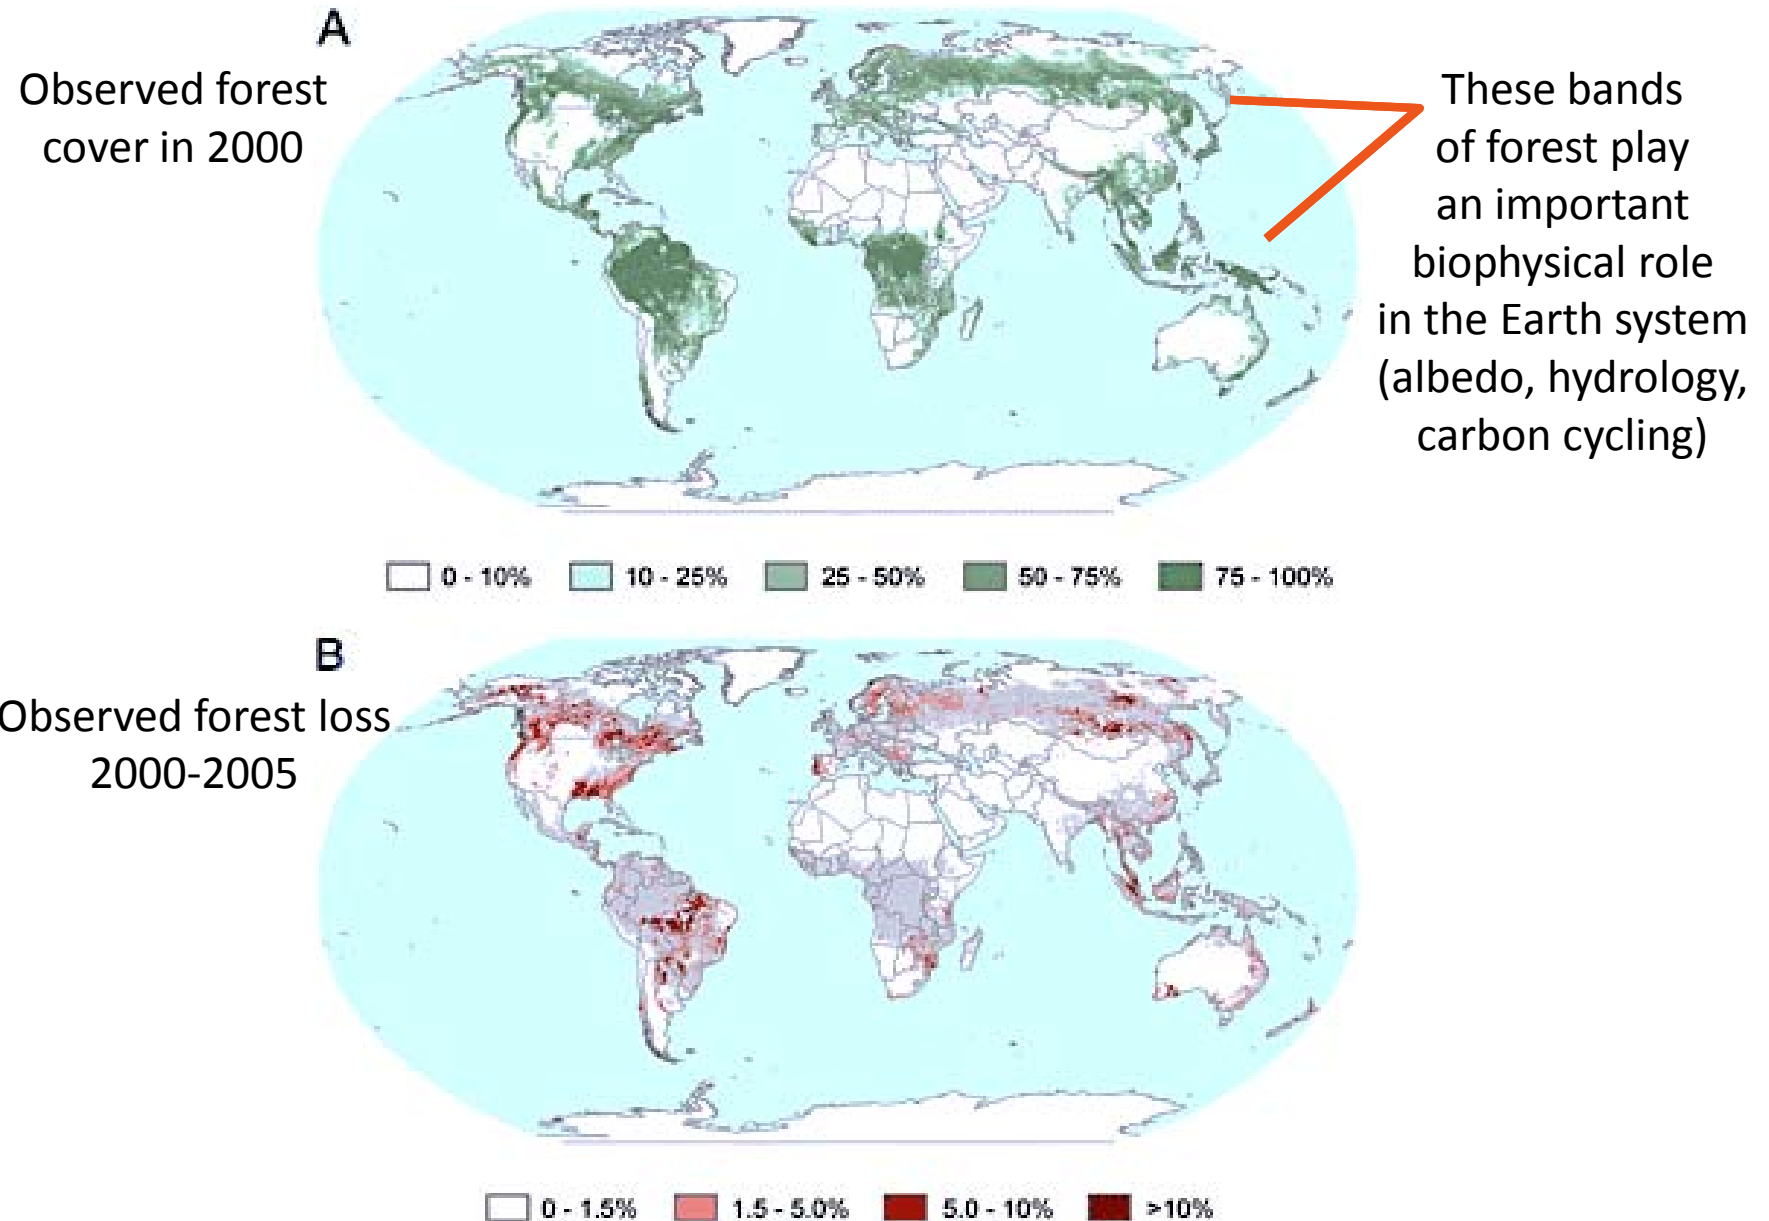 A
Observed forest
cover in 2000
These bands
of forest play
an important
biophysical role
in the Earth system
(albedo, hydrology,
carbon cycling)
0 - 10% 10 - 25% 25 - 50% 50 - 75% 75 - 100%
B
Observed forest loss
2000-2005
0 - 1.5% 1.5 - 5.0% 5.0 - 10% >10%